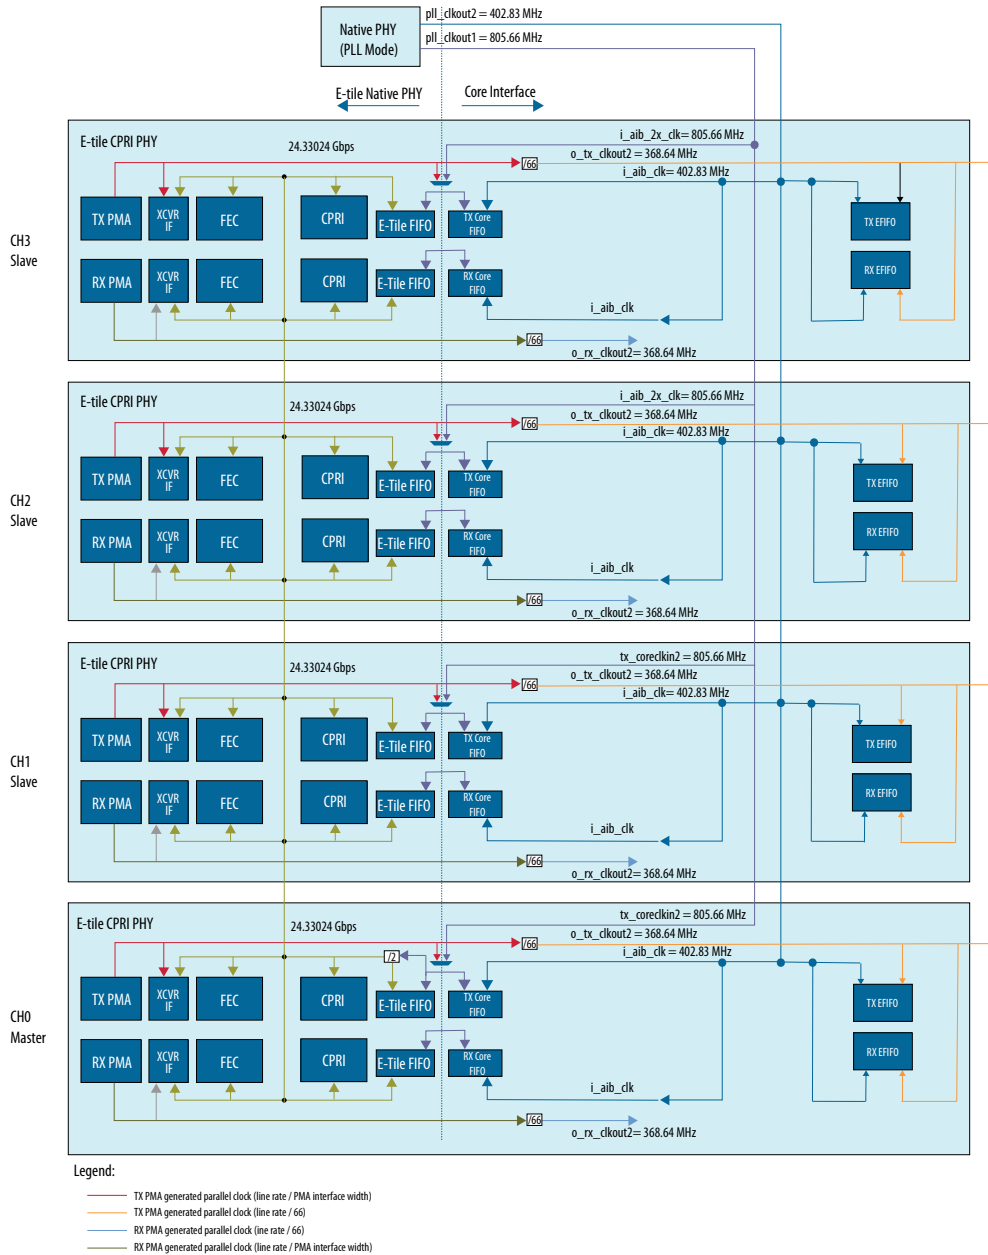 pll_clkout2 = 402.83 MHz
Native PHY
(PLL Mode)
pll_clkout1 = 805.66 MHz
E-tile Native PHY
Core Interface
CH3
Slave
E-tile CPRI PHY
24.33024 Gbps
i_aib_2x_clk= 805.66 MHz
o_tx_clkout2 = 368.64 MHz
/66
i_aib_clk= 402.83 MHz
TX PMA
XCVR
IF
FEC
CPRI
E-Tile FIFO
TX Core
FIFO
TX EFIFO
RX PMA
XCVR
IF
FEC
CPRI
E-Tile FIFO
RX Core
FIFO
RX EFIFO
i_aib_clk
/66
o_rx_clkout2= 368.64 MHz
CH2
Slave
E-tile CPRI PHY
24.33024 Gbps
i_aib_2x_clk= 805.66 MHz
o_tx_clkout2= 368.64 MHz
/66
i_aib_clk= 402.83 MHz
TX PMA
XCVR
IF
FEC
CPRI
E-Tile FIFO
TX Core
FIFO
TX EFIFO
RX PMA
XCVR
IF
FEC
CPRI
E-Tile FIFO
RX Core
FIFO
RX EFIFO
i_aib_clk
/66
o_rx_clkout2 = 368.64 MHz
CH1
Slave
E-tile CPRI PHY
24.33024 Gbps
tx_coreclkin2 = 805.66 MHz
o_tx_clkout2 = 368.64 MHz
/66
i_aib_clk= 402.83 MHz
TX PMA
XCVR
IF
FEC
CPRI
E-Tile FIFO
TX Core
FIFO
TX EFIFO
RX PMA
XCVR
IF
FEC
CPRI
E-Tile FIFO
RX Core
FIFO
RX EFIFO
i_aib_clk
/66
o_rx_clkout2 = 368.64 MHz
CH0
Master
E-tile CPRI PHY
24.33024 Gbps
tx_coreclkin2 = 805.66 MHz
o_tx_clkout2 = 368.64 MHz
/66
i_aib_clk = 402.83 MHz
/2
TX PMA
XCVR
IF
FEC
CPRI
E-Tile FIFO
TX Core
FIFO
TX EFIFO
RX PMA
XCVR
IF
FEC
CPRI
E-Tile FIFO
RX Core
FIFO
RX EFIFO
i_aib_clk
/66
o_rx_clkout2= 368.64 MHz
Legend:
TX PMA generated parallel clock (line rate / PMA interface width)
TX PMA generated parallel clock (line rate / 66)
RX PMA generated parallel clock (ine rate / 66)
RX PMA generated parallel clock (line rate / PMA interface width)